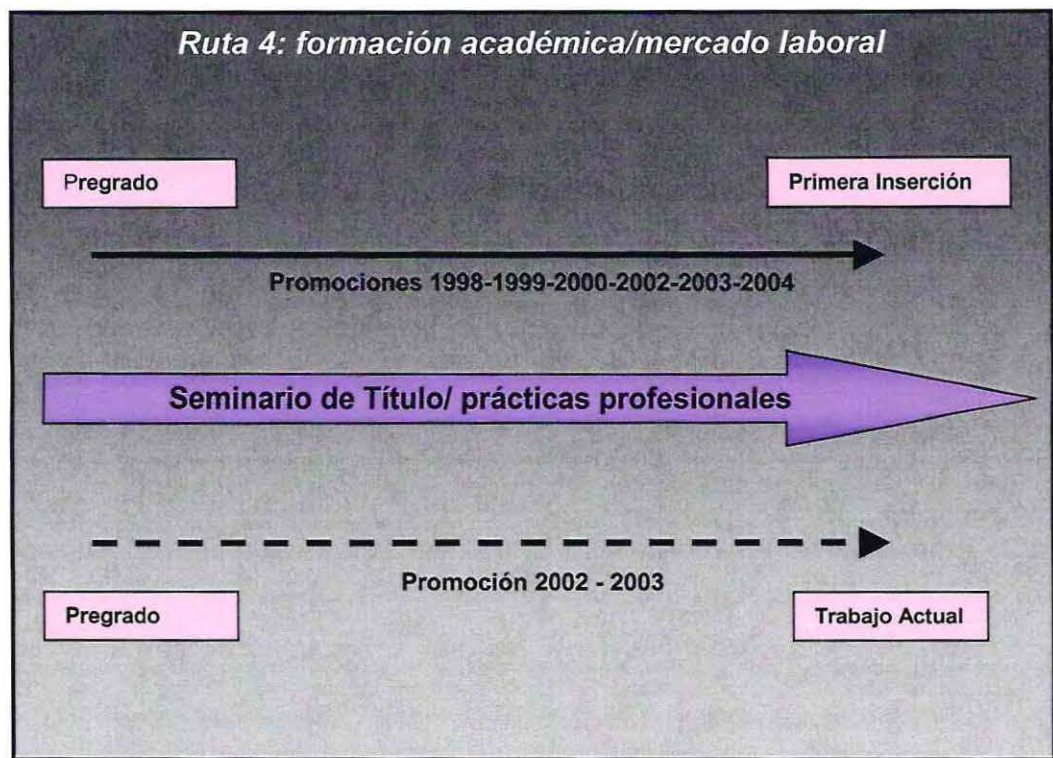 Ruta 4: formación académica/mercado laboral
Pregrado
Primera Inserción
Promociones 1998-1999-2000-2002-2003-2004
Seminario de Título/ prácticas profesionales
Promoción 2002 - 2003
Pregrado
Trabajo Actual